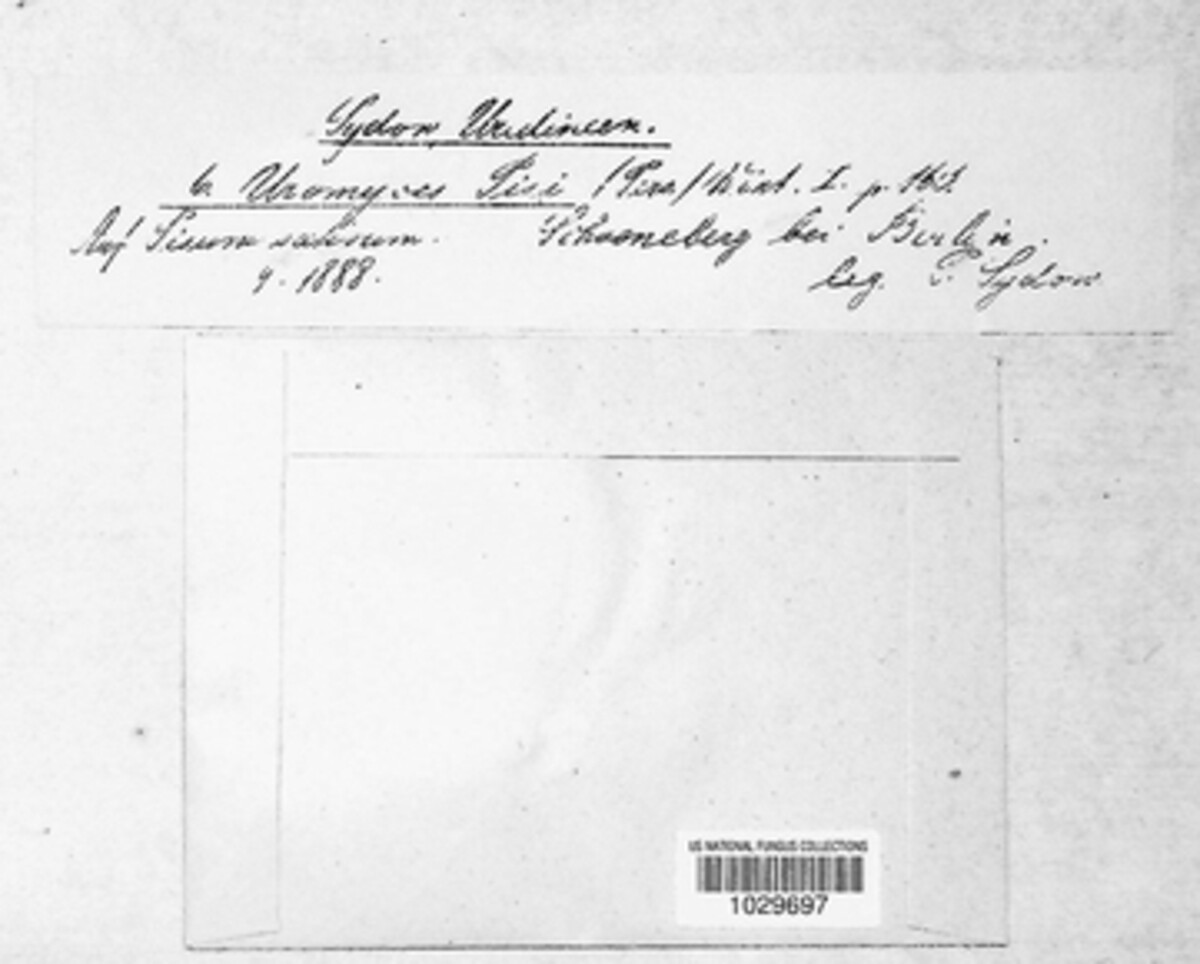 Sydow, Uredineen.
6. Uromyces Pisi (Pers.) Wint. I. p. 163.
Auf Pisum sativum. Schoeneberg bei Berlin.
9. 1888. leg. P. Sydow
US NATIONAL FUNGUS COLLECTIONS
1029697